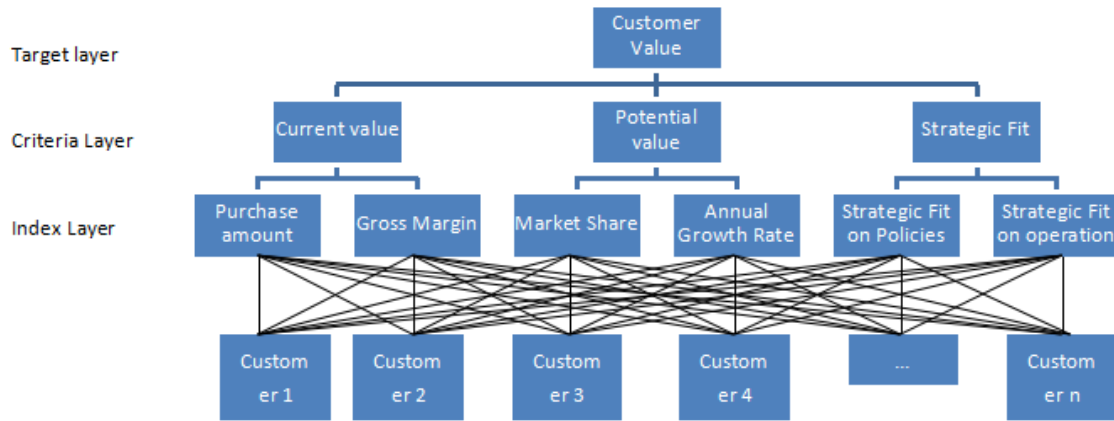 Target layer
Customer
Value
Criteria Layer
Current value
Potential
value
Strategic Fit
Index Layer
Purchase
amount
Gross Margin
Market Share
Annual
Growth Rate
Strategic Fit
on Policies
Strategic Fit
on operation
Custom
er 1
Custom
er 2
Custom
er 3
Custom
er 4
...
Custom
er n